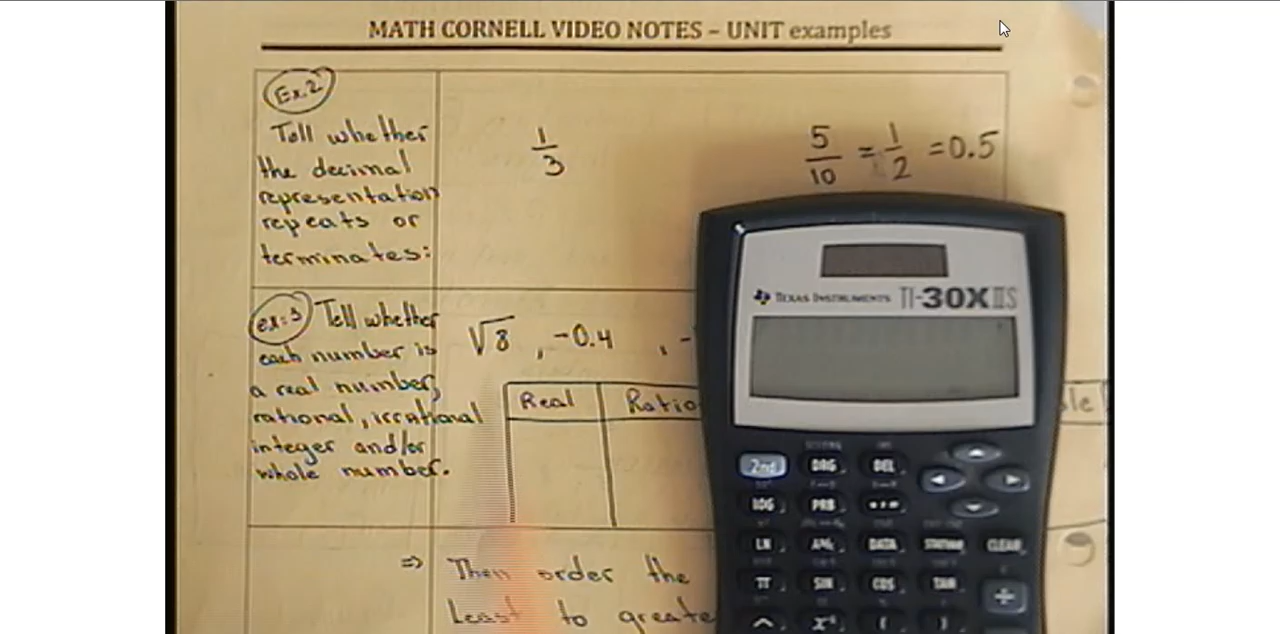 MATH CORNELL VIDEO NOTES – UNIT examples
Ex.2
Tell whether
the decimal
representation
repeats or
terminates:
1/3
5/10 = 1/2 = 0.5
ex:3 Tell whether
each number is
a real number,
rational, irrational
integer and/or
whole number.
√8 , -0.4 , -
Real
Ratio
=> Then order the
Least to greate
TEXAS INSTRUMENTS TI-30X IIS
2nd DRG DEL
LOG PRB
LN DATA STATVAR CLEAR
π SIN COS TAN ÷
^ ( )